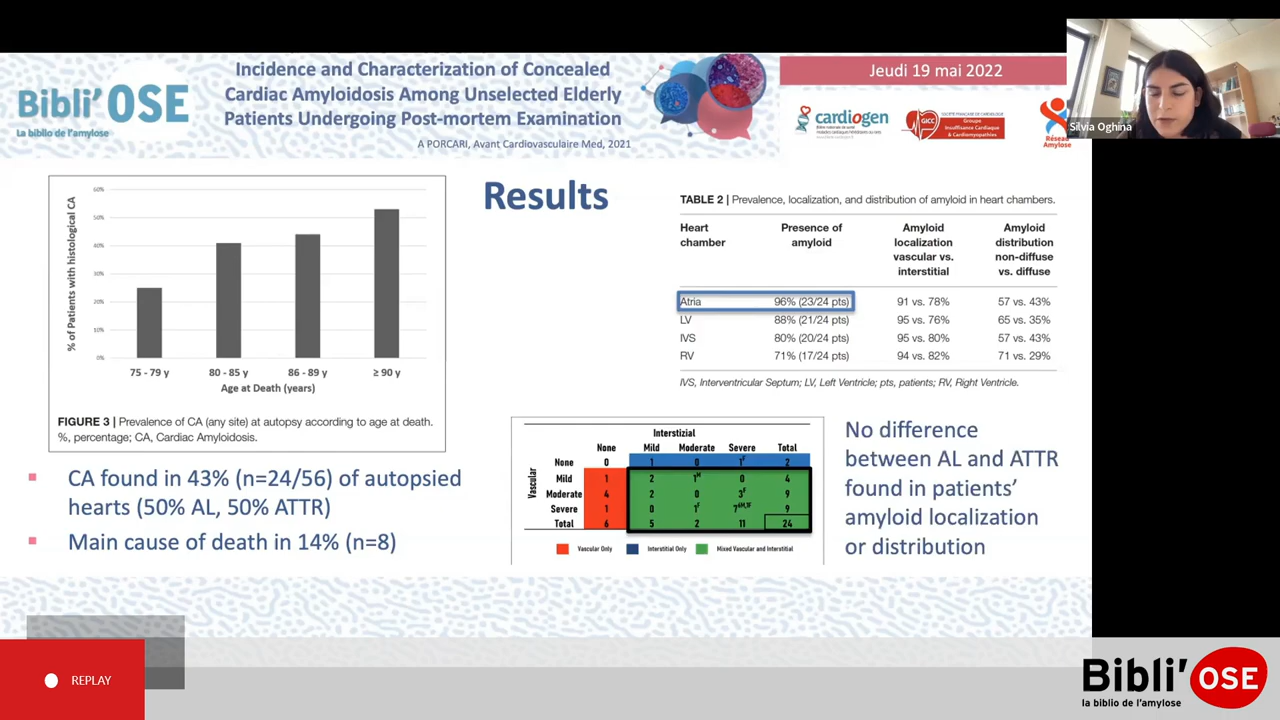 Bibli'OSE
La biblio de l'amylose
Incidence and Characterization of Concealed
Cardiac Amyloidosis Among Unselected Elderly
Patients Undergoing Post-mortem Examination
A PORCARI, Avant Cardiovasculaire Med, 2021
Jeudi 19 mai 2022
cardiogen
GICC
Groupe
Insuffisance Cardiaque
& Cardiomyopathies
Réseau
Amylose
Silvia Oghina
Results
% of Patients with histological CA
60%
50%
40%
30%
20%
10%
0%
75 - 79 y 80 - 85 y 86 - 89 y ≥ 90 y
Age at Death (years)
FIGURE 3 | Prevalence of CA (any site) at autopsy according to age at death.
%, percentage; CA, Cardiac Amyloidosis.
TABLE 2 | Prevalence, localization, and distribution of amyloid in heart chambers.
Heart Presence of Amyloid Amyloid
chamber amyloid localization distribution
vascular vs. non-diffuse
interstitial vs. diffuse
Atria 96% (23/24 pts) 91 vs. 78% 57 vs. 43%
LV 88% (21/24 pts) 95 vs. 76% 65 vs. 35%
IVS 80% (20/24 pts) 95 vs. 80% 57 vs. 43%
RV 71% (17/24 pts) 94 vs. 82% 71 vs. 29%
IVS, Interventricular Septum; LV, Left Ventricle; pts, patients; RV, Right Ventricle.
CA found in 43% (n=24/56) of autopsied
hearts (50% AL, 50% ATTR)
Main cause of death in 14% (n=8)
Interstizial
None Mild Moderate Severe Total
Vascular
None 0 1 0 1F 2
Mild 1 2 1M 0 4
Moderate 4 2 0 3F 9
Severe 1 0 1F 7 9
Total 6 5 2 11 24
Vascular Only Interstitial Only Mixed Vascular and Interstitial
No difference
between AL and ATTR
found in patients'
amyloid localization
or distribution
REPLAY
Bibli'OSE
la biblio de l'amylose